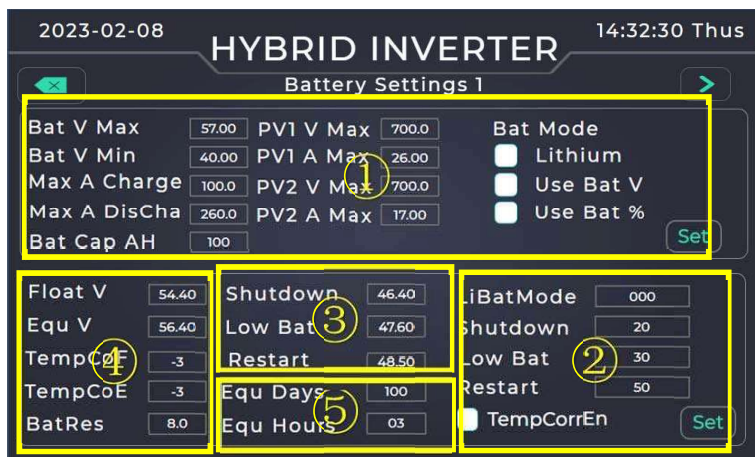 2023-02-08
HYBRID INVERTER
14:32:30 Thus
Battery Settings 1
>
Bat V Max 57.00 PV1 V Max 700.0 Bat Mode
Bat V Min 40.00 PV1 A Max 26.00 Lithium
Max A Charge 100.0 PV2 V Max 700.0 Use Bat V
Max A DisCha 260.0 PV2 A Max 17.00 Use Bat %
Bat Cap AH 100 Set
①
Float V 54.40
Equ V 56.40
TempCoF -3
TempCoE -3
BatRes 8.0
④
Shutdown 46.40
Low Bat 47.60
Restart 48.50
③
Equ Days 100
Equ Hours 03
⑤
LiBatMode 000
Shutdown 20
Low Bat 30
Restart 50
TempCorrEn Set
②